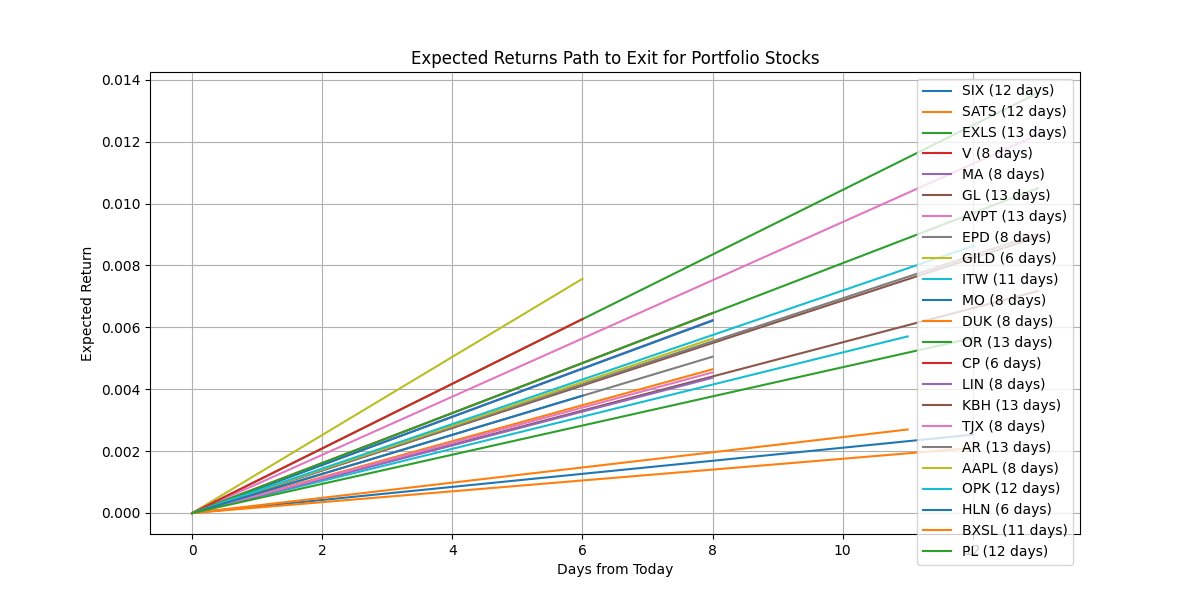 Expected Returns Path to Exit for Portfolio Stocks
Expected Return
0.014
0.012
0.010
0.008
0.006
0.004
0.002
0.000
SIX (12 days)
SATS (12 days)
EXLS (13 days)
V (8 days)
MA (8 days)
GL (13 days)
AVPT (13 days)
EPD (8 days)
GILD (6 days)
ITW (11 days)
MO (8 days)
DUK (8 days)
OR (13 days)
CP (6 days)
LIN (8 days)
KBH (13 days)
TJX (8 days)
AR (13 days)
AAPL (8 days)
OPK (12 days)
HLN (6 days)
BXSL (11 days)
PL (12 days)
0 2 4 6 8 10 12
Days from Today